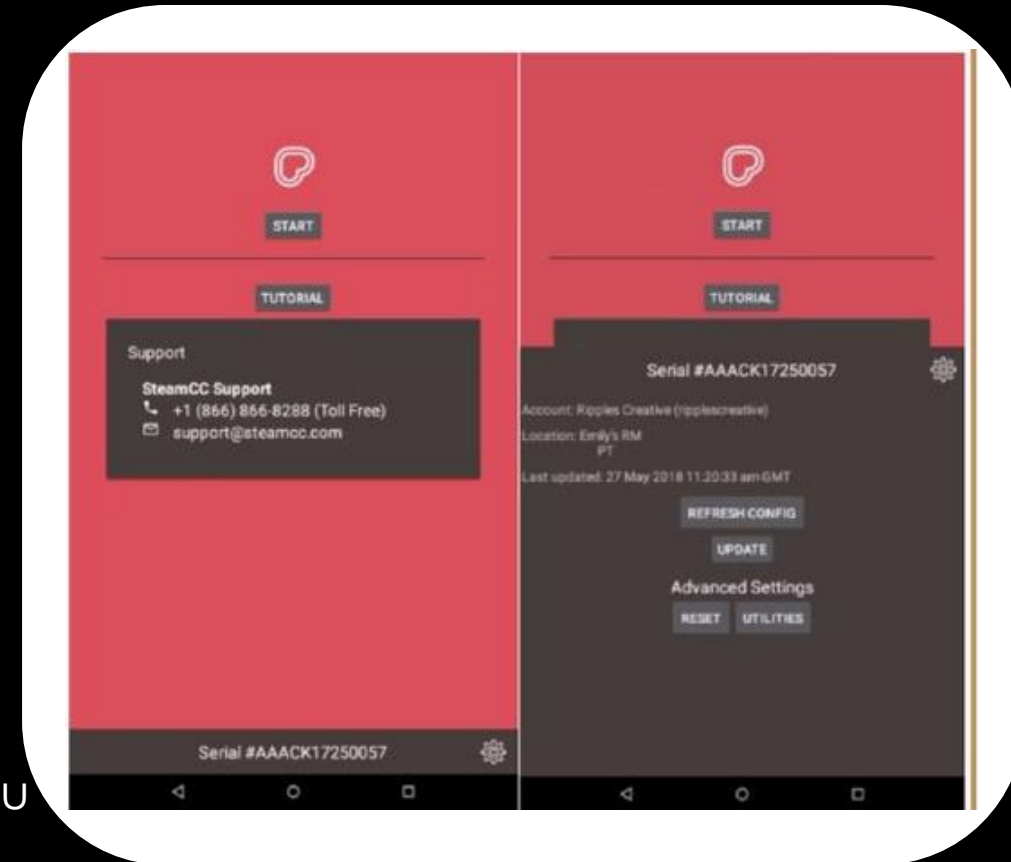 START
TUTORIAL
Support
SteamCC Support
+1 (866) 866-8288 (Toll Free)
support@steamcc.com
Serial #AAACK17250057
START
TUTORIAL
Serial #AAACK17250057
Account: Ripples Creative (ripplescreative)
Location: Emily's RM
PT
Last updated: 27 May 2018 11:20:33 am GMT
REFRESH CONFIG
UPDATE
Advanced Settings
RESET UTILITIES
U